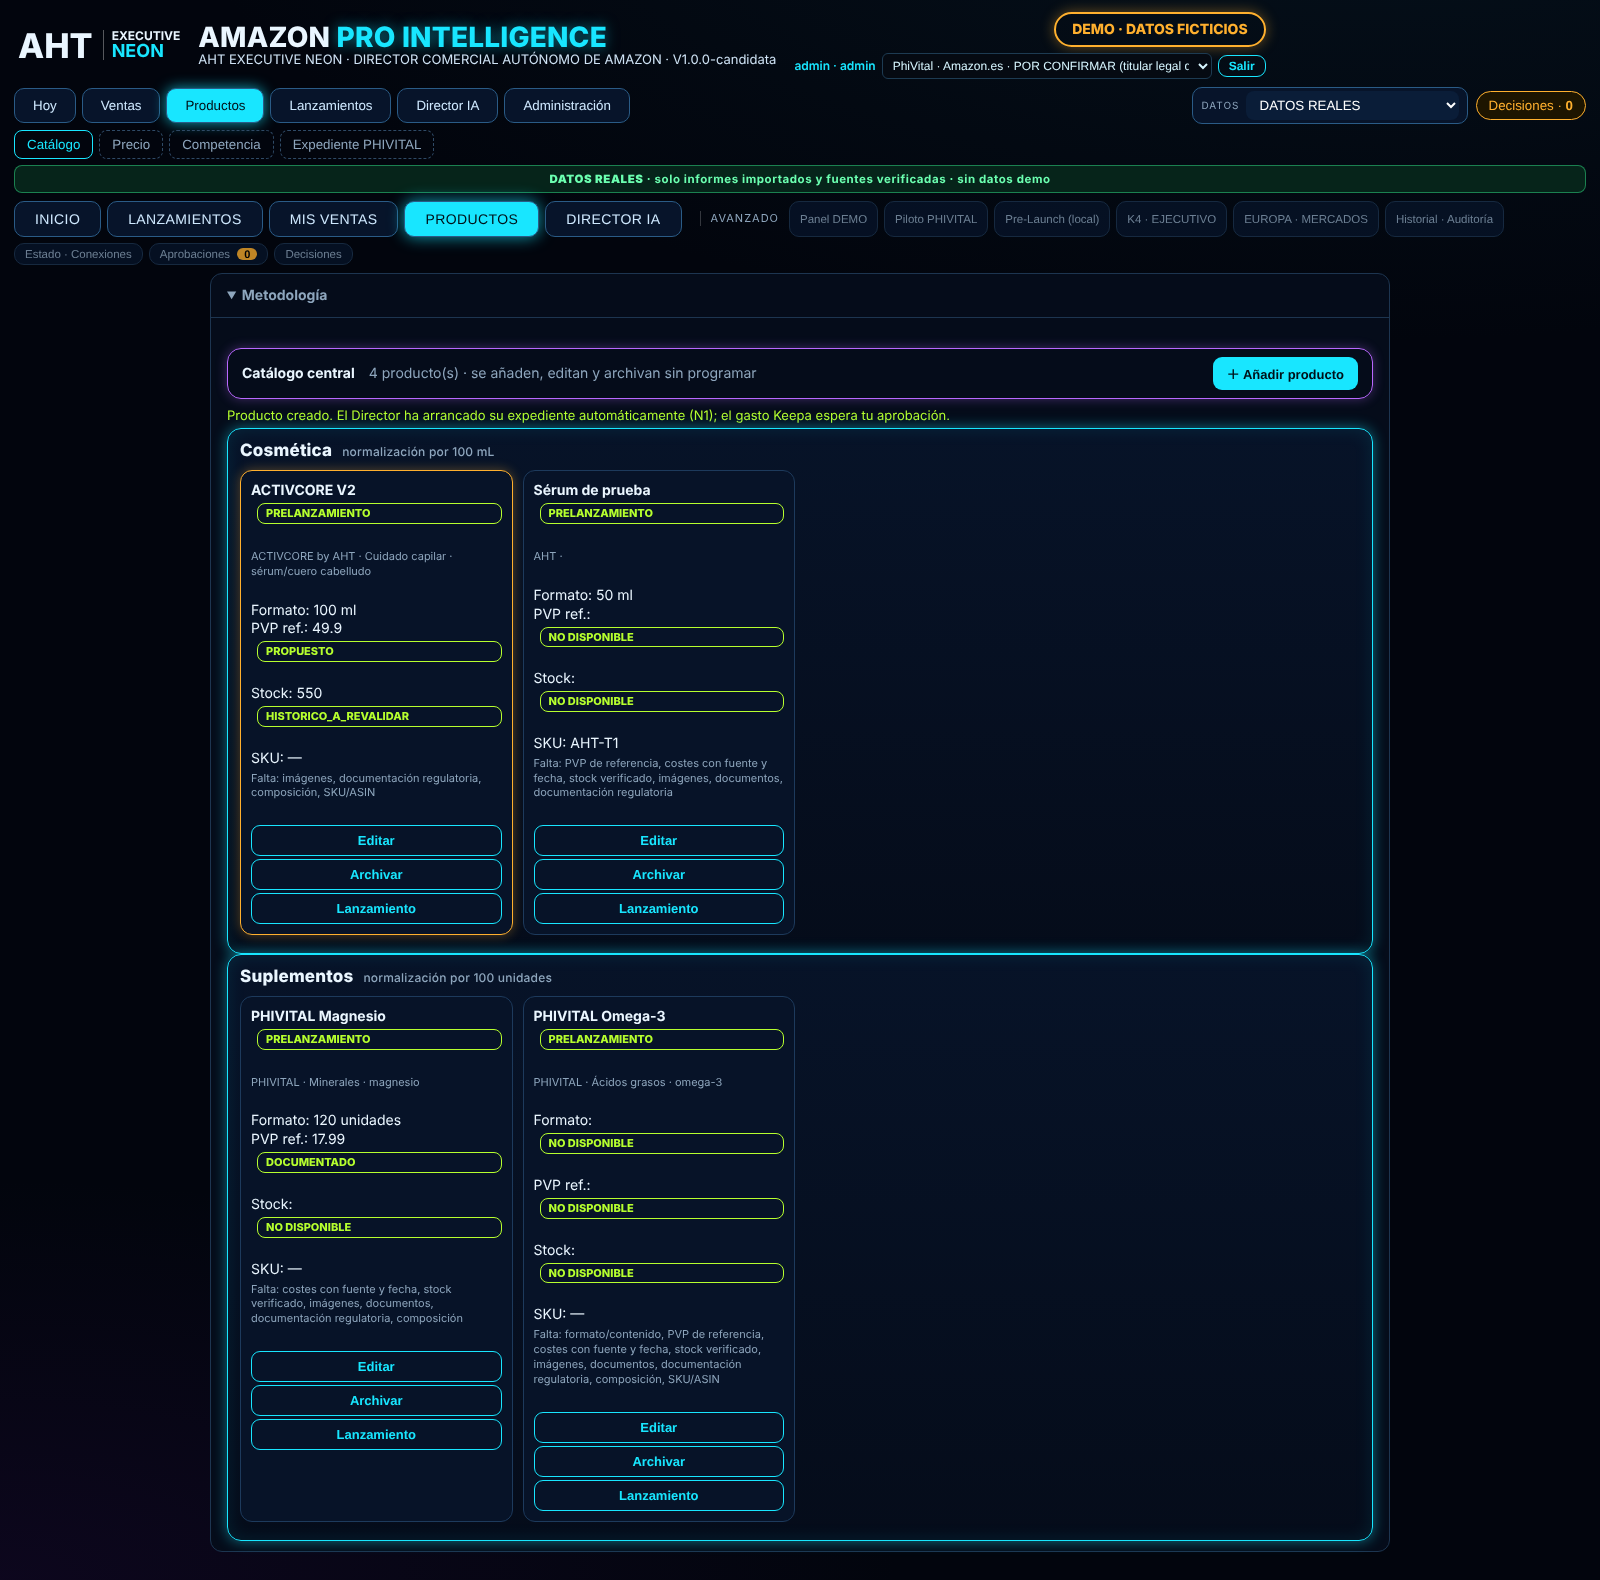 AHT EXECUTIVE NEON
AMAZON PRO INTELLIGENCE
AHT EXECUTIVE NEON · DIRECTOR COMERCIAL AUTÓNOMO DE AMAZON · V1.0.0-candidata
DEMO · DATOS FICTICIOS
admin · admin
PhiVital · Amazon.es · POR CONFIRMAR (titular legal c
Salir
Hoy
Ventas
Productos
Lanzamientos
Director IA
Administración
DATOS
DATOS REALES
Decisiones · 0
Catálogo
Precio
Competencia
Expediente PHIVITAL
DATOS REALES · solo informes importados y fuentes verificadas · sin datos demo
INICIO
LANZAMIENTOS
MIS VENTAS
PRODUCTOS
DIRECTOR IA
AVANZADO
Panel DEMO
Piloto PHIVITAL
Pre-Launch (local)
K4 · EJECUTIVO
EUROPA · MERCADOS
Historial · Auditoría
Estado · Conexiones
Aprobaciones 0
Decisiones
▼ Metodología
Catálogo central
4 producto(s) · se añaden, editan y archivan sin programar
+ Añadir producto
Producto creado. El Director ha arrancado su expediente automáticamente (N1); el gasto Keepa espera tu aprobación.
Cosmética normalización por 100 mL
ACTIVCORE V2
PRELANZAMIENTO
ACTIVCORE by AHT · Cuidado capilar ·
sérum/cuero cabelludo
Formato: 100 ml
PVP ref.: 49.9
PROPUESTO
Stock: 550
HISTORICO_A_REVALIDAR
SKU: —
Falta: imágenes, documentación regulatoria,
composición, SKU/ASIN
Editar
Archivar
Lanzamiento
Sérum de prueba
PRELANZAMIENTO
AHT ·
Formato: 50 ml
PVP ref.:
NO DISPONIBLE
Stock:
NO DISPONIBLE
SKU: AHT-T1
Falta: PVP de referencia, costes con fuente y
fecha, stock verificado, imágenes, documentos,
documentación regulatoria
Editar
Archivar
Lanzamiento
Suplementos normalización por 100 unidades
PHIVITAL Magnesio
PRELANZAMIENTO
PHIVITAL · Minerales · magnesio
Formato: 120 unidades
PVP ref.: 17.99
DOCUMENTADO
Stock:
NO DISPONIBLE
SKU: —
Falta: costes con fuente y fecha, stock
verificado, imágenes, documentos,
documentación regulatoria, composición
Editar
Archivar
Lanzamiento
PHIVITAL Omega-3
PRELANZAMIENTO
PHIVITAL · Ácidos grasos · omega-3
Formato:
NO DISPONIBLE
PVP ref.:
NO DISPONIBLE
Stock:
NO DISPONIBLE
SKU: —
Falta: formato/contenido, PVP de referencia,
costes con fuente y fecha, stock verificado,
imágenes, documentos, documentación
regulatoria, composición, SKU/ASIN
Editar
Archivar
Lanzamiento